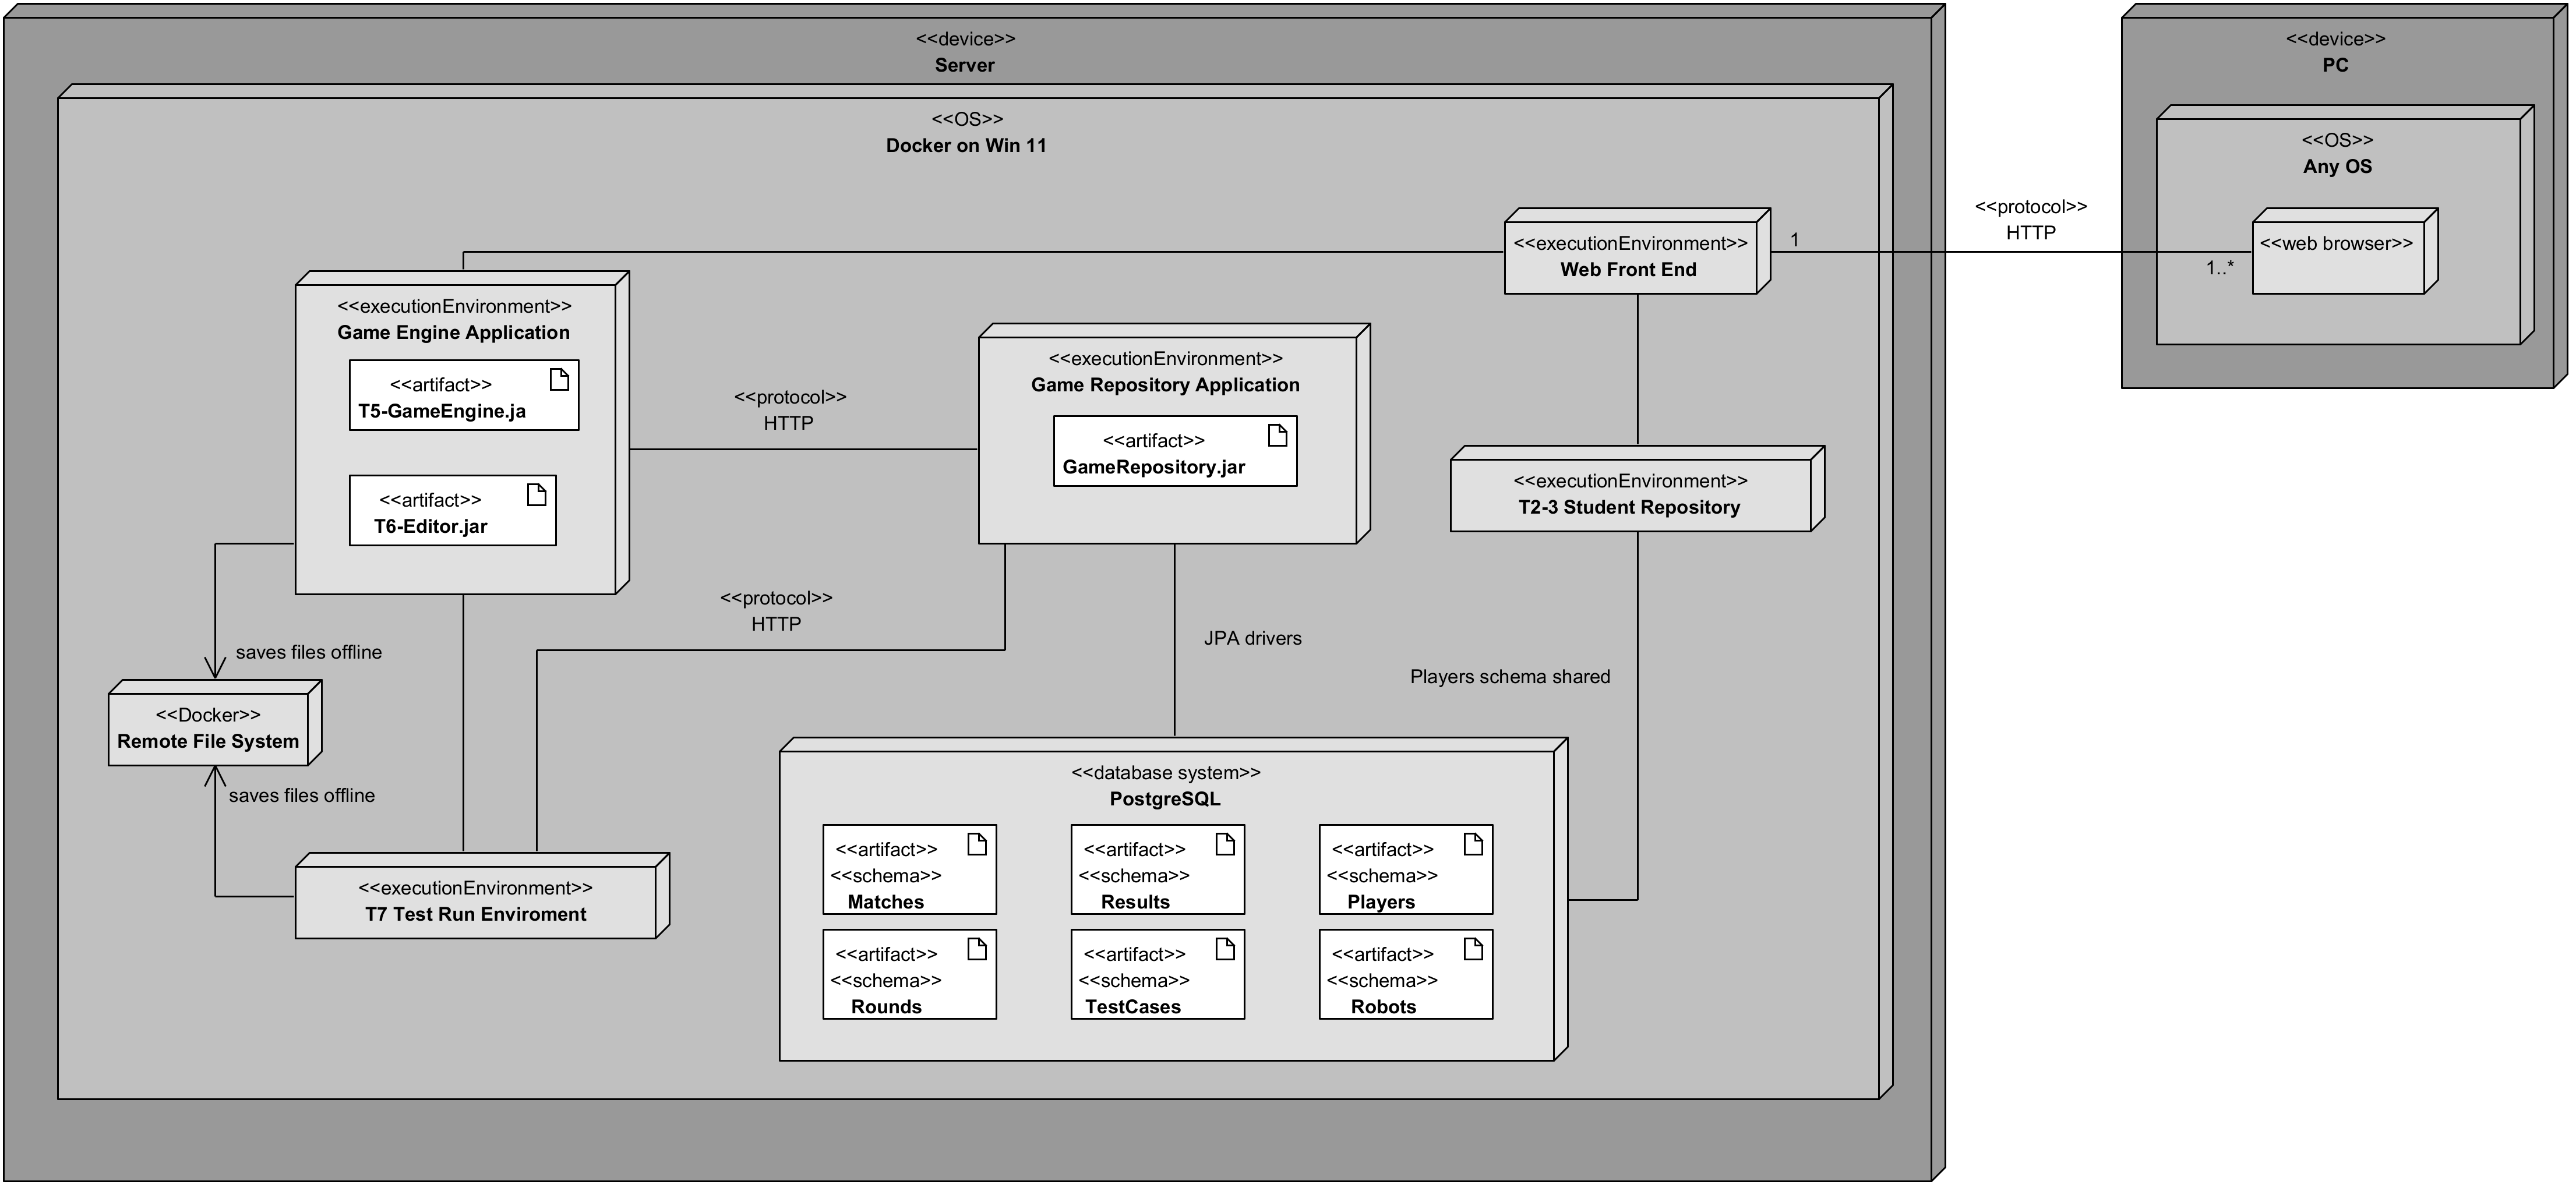 <<device>>
Server
<<OS>>
Docker on Win 11
<<device>>
PC
<<OS>>
Any OS
<<web browser>>
<<protocol>>
HTTP
1
1..*
<<executionEnvironment>>
Web Front End
<<executionEnvironment>>
Game Engine Application
<<artifact>>
T5-GameEngine.ja
<<artifact>>
T6-Editor.jar
<<protocol>>
HTTP
<<executionEnvironment>>
Game Repository Application
<<artifact>>
GameRepository.jar
<<executionEnvironment>>
T2-3 Student Repository
<<protocol>>
HTTP
JPA drivers
Players schema shared
saves files offline
<<Docker>>
Remote File System
saves files offline
<<executionEnvironment>>
T7 Test Run Enviroment
<<database system>>
PostgreSQL
<<artifact>>
<<schema>>
Matches
<<artifact>>
<<schema>>
Results
<<artifact>>
<<schema>>
Players
<<artifact>>
<<schema>>
Rounds
<<artifact>>
<<schema>>
TestCases
<<artifact>>
<<schema>>
Robots